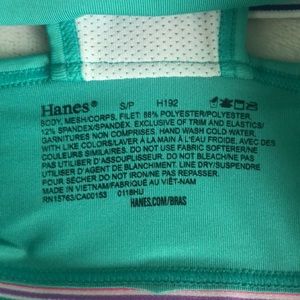 Hanes® S/P H192
BODY, MESH/CORPS, FILET: 88% POLYESTER/POLYESTER,
12% SPANDEX/SPANDEX. EXCLUSIVE OF TRIM AND ELASTICS/
GARNITURES NON COMPRISES. HAND WASH COLD WATER,
WITH LIKE COLORS/LAVER À LA MAIN À L'EAU FROIDE, AVEC DES
COULEURS SIMILAIRES. DO NOT USE FABRIC SOFTERER/NE
PAS UTILISER D'ASSOUPLISSEUR. DO NOT BLEACH/NE PAS
UTILISER D'AGENT DE BLANCHIMENT. LINE DRY/SUSPENDRE
POUR SÉCHER DO NOT IRON/NE PAS REPASSER.
MADE IN VIETNAM/FABRIQUÉ AU VIÊT-NAM
RN15763/CA00153 0118HU
HANES.COM/BRAS